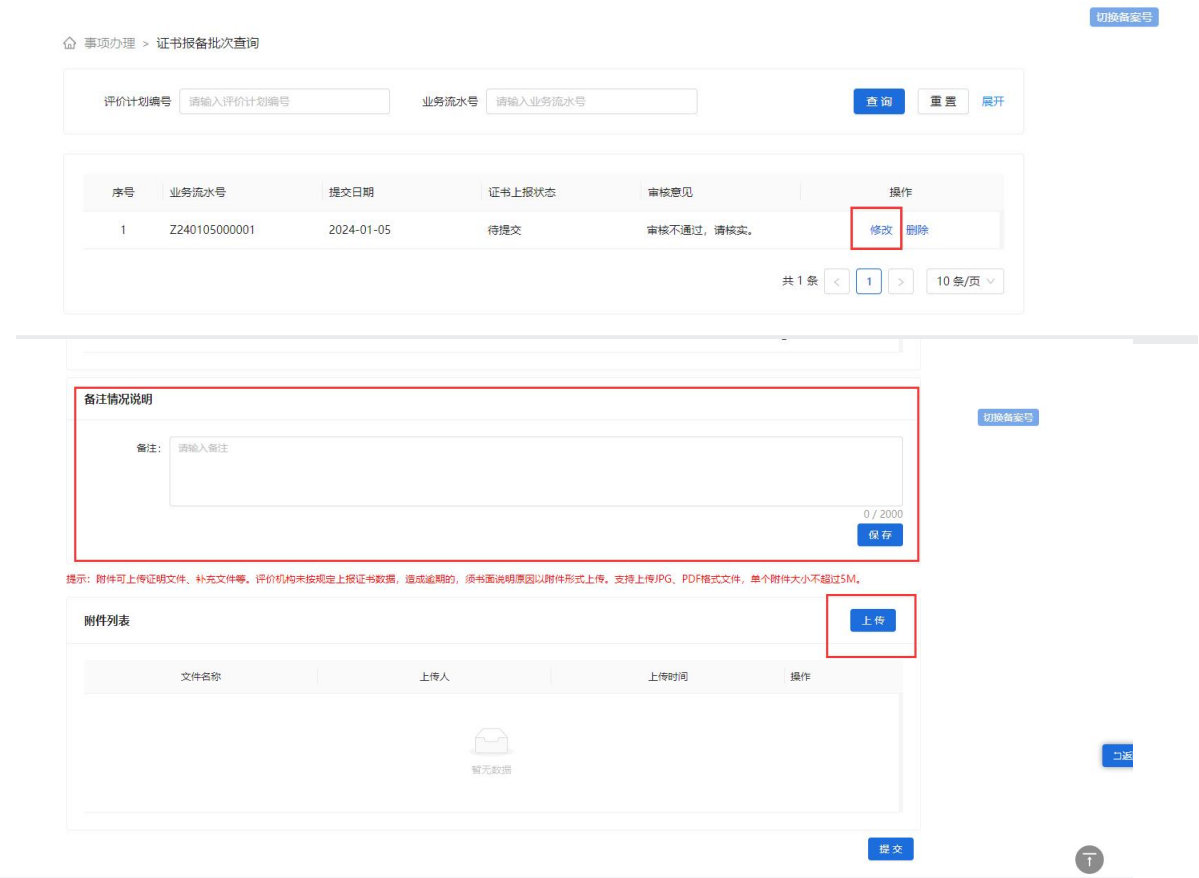 切换备案号
事项办理 > 证书报备批次查询
评价计划编号 请输入评价计划编号 业务流水号 请输入业务流水号 查询 重置 展开
序号 业务流水号 提交日期 证书上报状态 审核意见 操作
1 Z240105000001 2024-01-05 待提交 审核不通过，请核实。 修改 删除
共 1 条 < 1 > 10 条/页
备注情况说明
切换备案号
备注: 请输入备注
0 / 2000
保存
提示：附件可上传证明文件、补充文件等。评价机构未按规定上报证书数据，造成逾期的，须书面说明原因以附件形式上传。支持上传JPG、PDF格式文件，单个附件大小不超过5M。
附件列表 上传
文件名称 上传人 上传时间 操作
暂无数据
返
提交